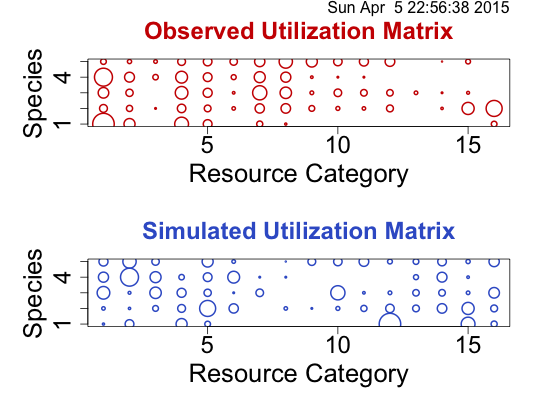 Sun Apr  5 22:56:38 2015
Observed Utilization Matrix
Species
4
1
5 10 15
Resource Category
Simulated Utilization Matrix
Species
4
1
5 10 15
Resource Category